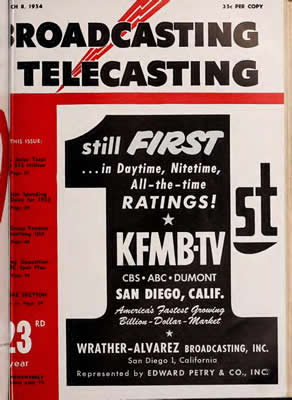 CH 8, 1954
35¢ PER COPY
BROADCASTING
TELECASTING
THIS ISSUE:
still FIRST
...in Daytime, Nitetime,
All-the-time
RATINGS!
1st
KFMB-TV
CBS • ABC • DUMONT
SAN DIEGO, CALIF.
America's Fastest Growing
Billion-Dollar-Market
23RD
year
WRATHER-ALVAREZ BROADCASTING, INC.
San Diego 1, California
Represented by EDWARD PETRY & CO., INC.